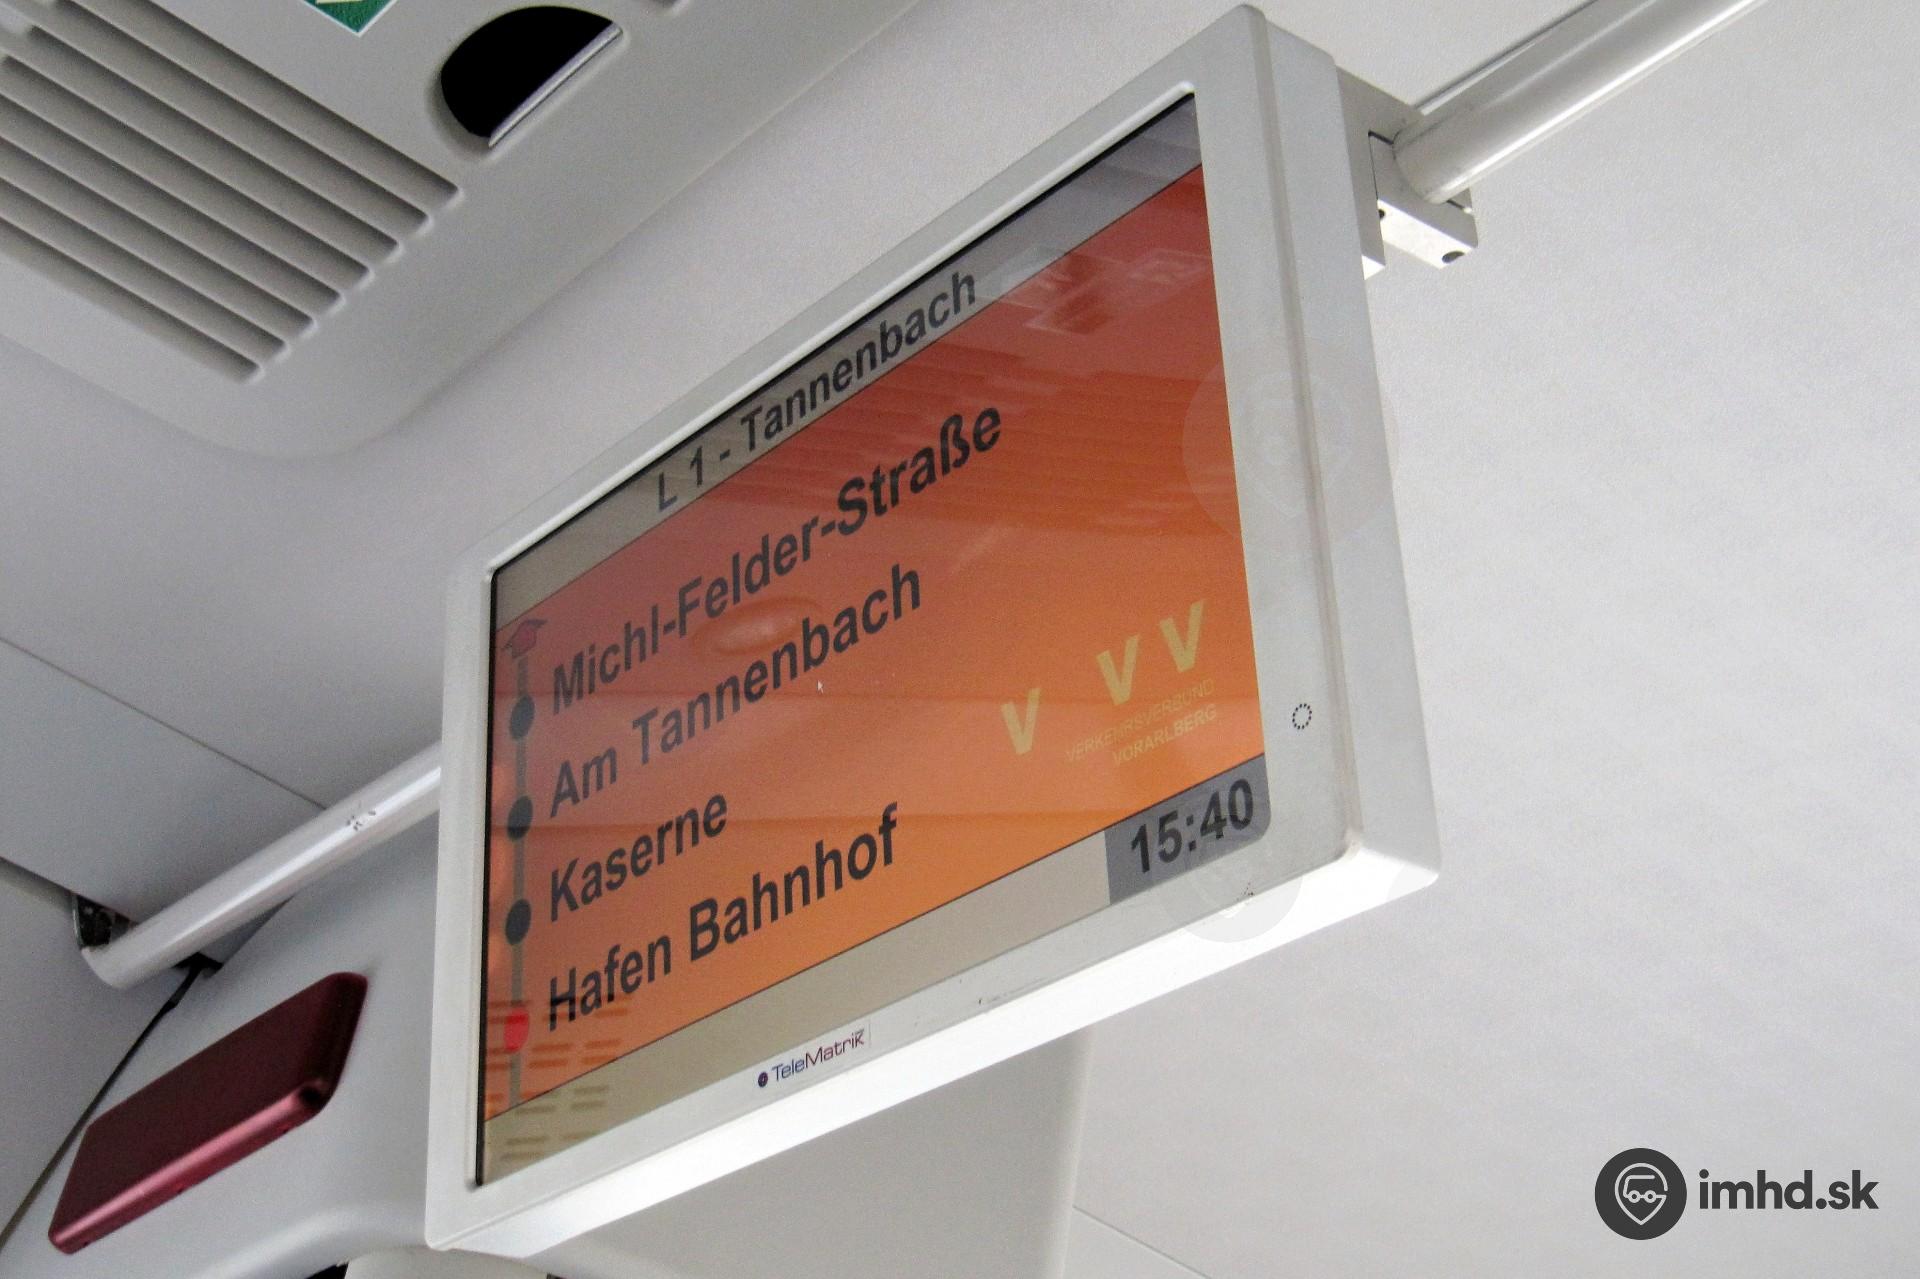 L 1 - Tannenbach
Michl-Felder-Straße
Am Tannenbach
Kaserne
Hafen Bahnhof
V V V
VERKEHRSVERBUND
VORARLBERG
15:40
TeleMatrik
imhd.sk